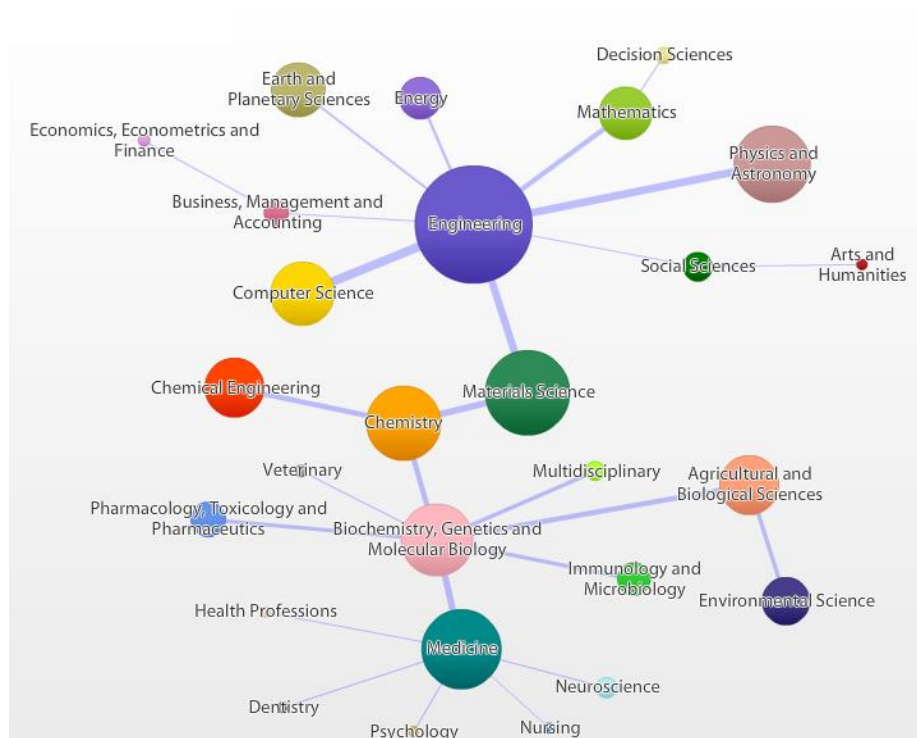 Decision Sciences
Earth and
Planetary Sciences
Energy
Mathematics
Economics, Econometrics and
Finance
Physics and
Astronomy
Business, Management and
Accounting
Engineering
Social Sciences
Arts and
Humanities
Computer Science
Chemical Engineering
Materials Science
Chemistry
Veterinary
Multidisciplinary
Agricultural and
Biological Sciences
Pharmacology, Toxicology and
Pharmaceutics
Biochemistry, Genetics and
Molecular Biology
Immunology and
Microbiology
Environmental Science
Health Professions
Medicine
Neuroscience
Dentistry
Psychology
Nursing